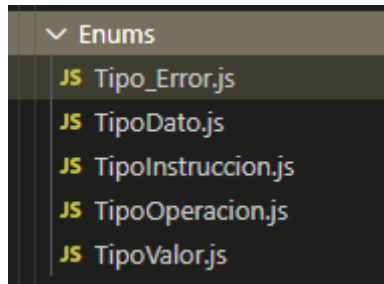 Enums
JS Tipo_Error.js
JS TipoDato.js
JS TipoInstruccion.js
JS TipoOperacion.js
JS TipoValor.js